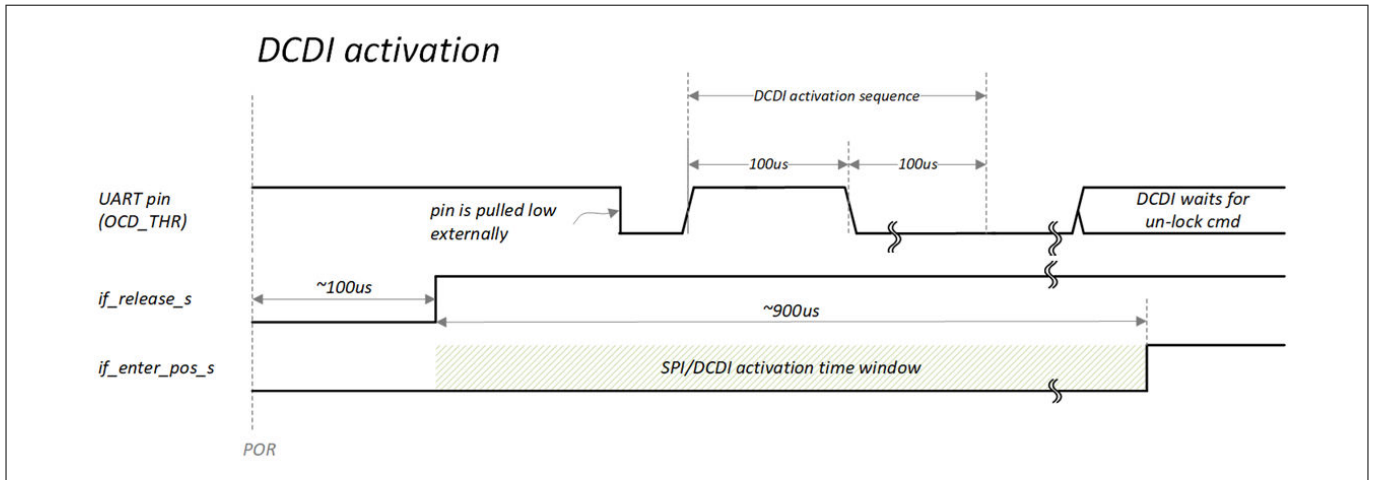 DCDI activation
DCDI activation sequence
100us
100us
UART pin
(OCD_THR)
pin is pulled low
externally
DCDI waits for
un-lock cmd
if_release_s
~100us
~900us
if_enter_pos_s
SPI/DCDI activation time window
POR